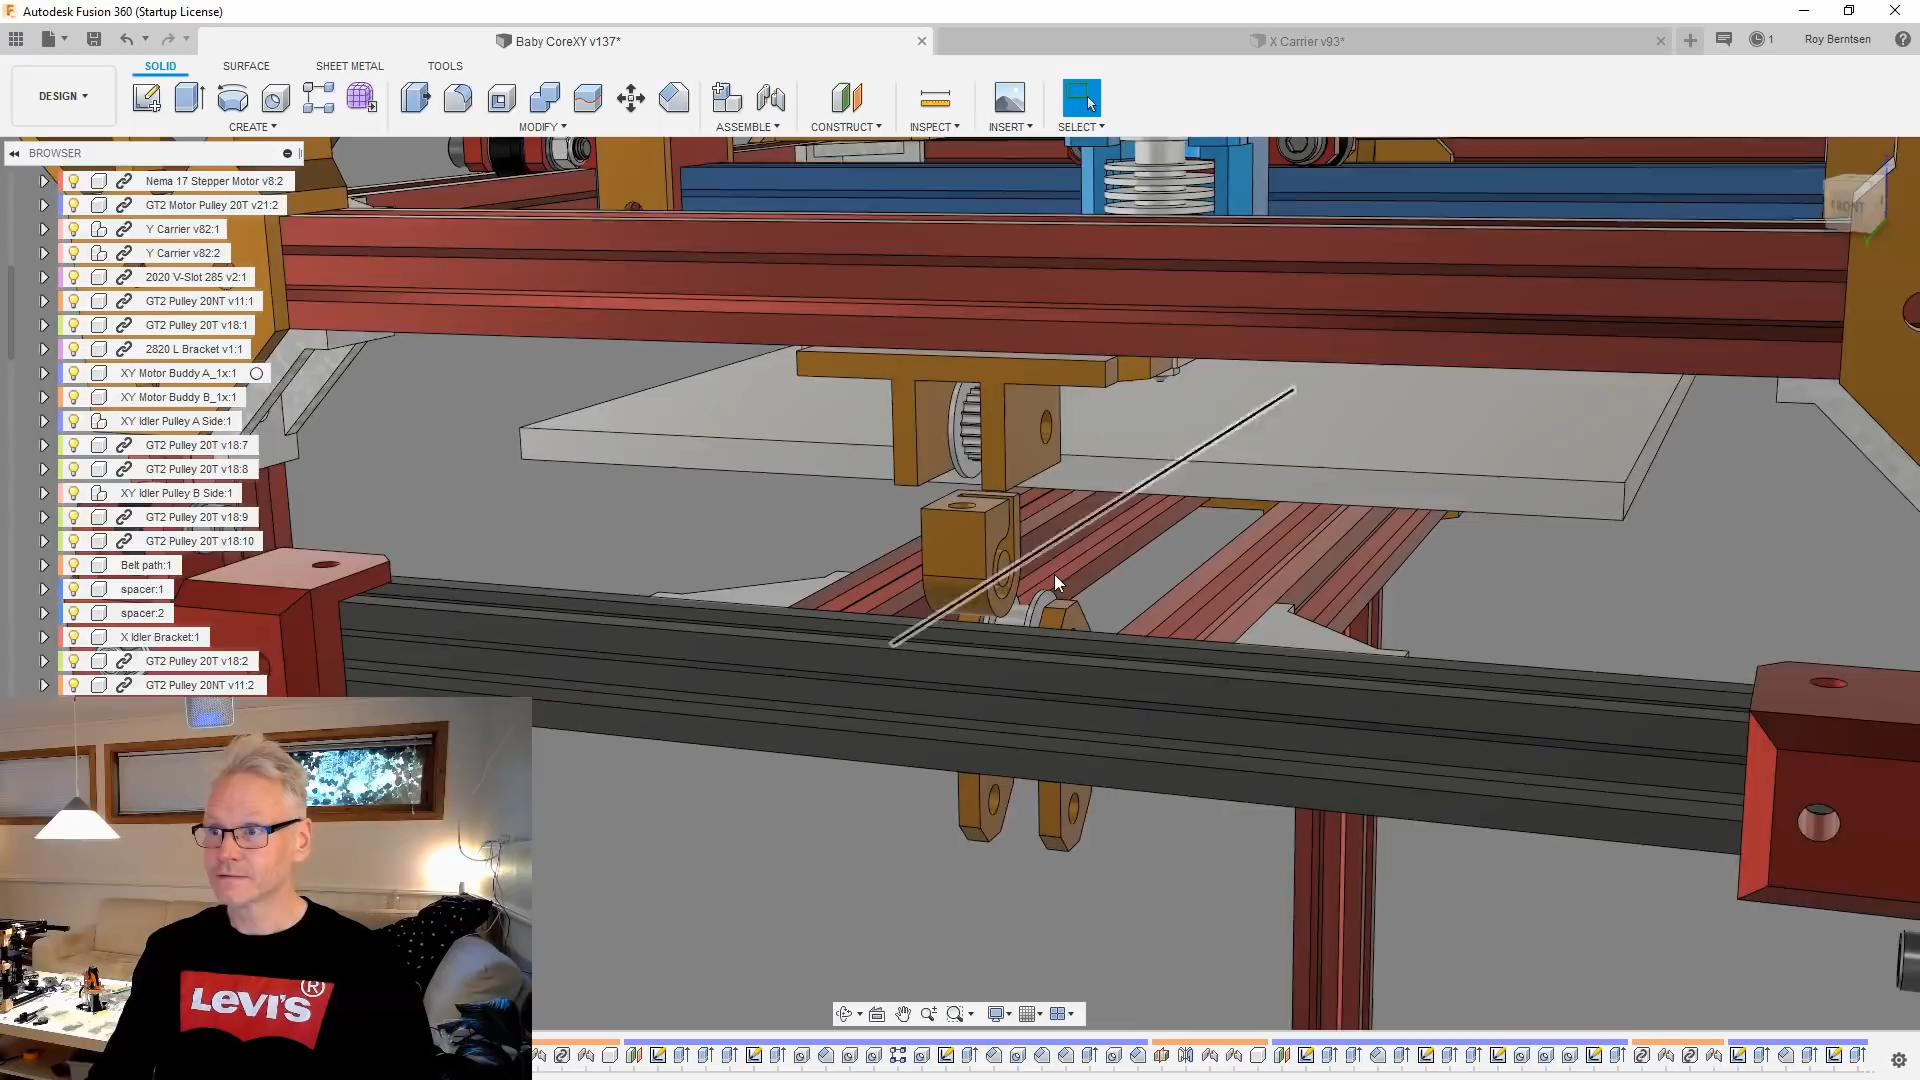 Autodesk Fusion 360 (Startup License)
Baby CoreXY v137*
X Carrier v93*
1
Roy Berntsen
DESIGN
SOLID
SURFACE
SHEET METAL
TOOLS
CREATE
MODIFY
ASSEMBLE
CONSTRUCT
INSPECT
INSERT
SELECT
BROWSER
FRONT
Nema 17 Stepper Motor v8:2
GT2 Motor Pulley 20T v21:2
Y Carrier v82:1
Y Carrier v82:2
2020 V-Slot 285 v2:1
GT2 Pulley 20NT v11:1
GT2 Pulley 20T v18:1
2820 L Bracket v1:1
XY Motor Buddy A_1x:1
XY Motor Buddy B_1x:1
XY Idler Pulley A Side:1
GT2 Pulley 20T v18:7
GT2 Pulley 20T v18:8
XY Idler Pulley B Side:1
GT2 Pulley 20T v18:9
GT2 Pulley 20T v18:10
Belt path:1
spacer:1
spacer:2
X Idler Bracket:1
GT2 Pulley 20T v18:2
GT2 Pulley 20NT v11:2
LEVI'S ®